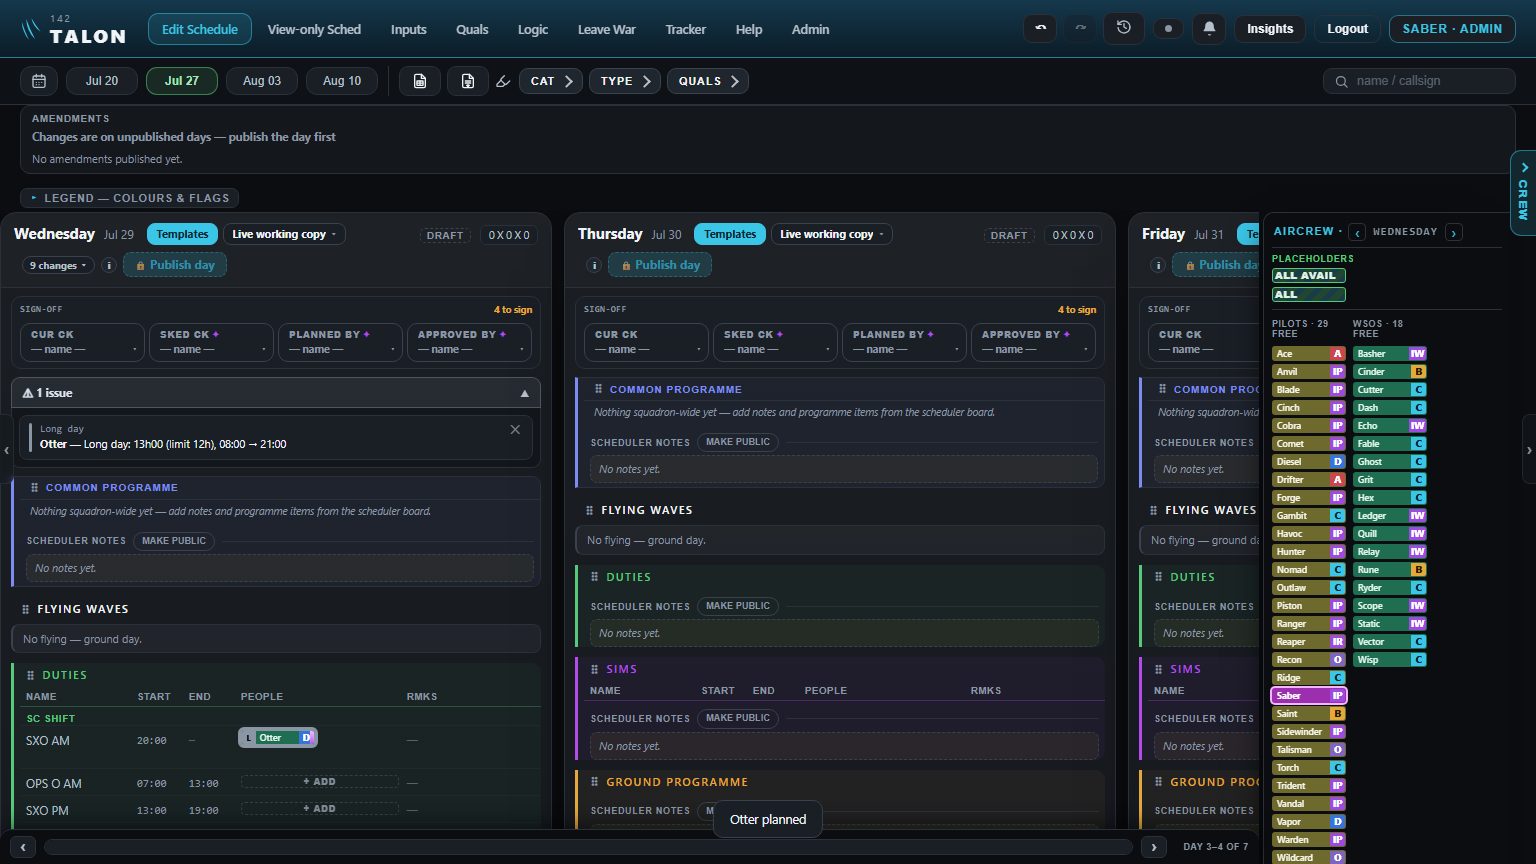 142
TALON
Edit Schedule
View-only Sched
Inputs
Quals
Logic
Leave War
Tracker
Help
Admin
Insights
Logout
SABER · ADMIN
Jul 20
Jul 27
Aug 03
Aug 10
CAT
TYPE
QUALS
name / callsign
AMENDMENTS
Changes are on unpublished days — publish the day first
No amendments published yet.
CREW
LEGEND — COLOURS & FLAGS
Wednesday Jul 29 Templates Live working copy DRAFT 0X0X0
9 changes i Publish day
SIGN-OFF 4 to sign
CUR CK
— name —
SKED CK
— name —
PLANNED BY
— name —
APPROVED BY
— name —
1 issue
Long day
Otter — Long day: 13h00 (limit 12h), 08:00 → 21:00
COMMON PROGRAMME
Nothing squadron-wide yet — add notes and programme items from the scheduler board.
SCHEDULER NOTES MAKE PUBLIC
No notes yet.
FLYING WAVES
No flying — ground day.
DUTIES
NAME START END PEOPLE RMKS
SC SHIFT
SXO AM 20:00 — L Otter D —
OPS O AM 07:00 13:00 + ADD —
SXO PM 13:00 19:00 + ADD —
Thursday Jul 30 Templates Live working copy DRAFT 0X0X0
i Publish day
SIGN-OFF 4 to sign
CUR CK
— name —
SKED CK
— name —
PLANNED BY
— name —
APPROVED BY
— name —
COMMON PROGRAMME
Nothing squadron-wide yet — add notes and programme items from the scheduler board.
SCHEDULER NOTES MAKE PUBLIC
No notes yet.
FLYING WAVES
No flying — ground day.
DUTIES
SCHEDULER NOTES MAKE PUBLIC
No notes yet.
SIMS
NAME START END PEOPLE RMKS
SCHEDULER NOTES MAKE PUBLIC
No notes yet.
GROUND PROGRAMME
SCHEDULER NOTES
Otter planned
Friday Jul 31 Te
i Publish da
SIGN-OFF
CUR CK
— name —
COMMON PROG
Nothing squadron-wi
SCHEDULER NOTES
No notes yet.
FLYING WAVES
No flying — ground da
DUTIES
SCHEDULER NOTES
No notes yet.
SIMS
NAME
SCHEDULER NOTES
No notes yet.
GROUND PROG
SCHEDULER NOTES
AIRCREW · WEDNESDAY
PLACEHOLDERS
ALL AVAIL
ALL
PILOTS · 29 FREE
Ace A
Anvil IP
Blade IP
Cinch IP
Cobra IP
Comet IP
Diesel D
Drifter A
Forge IP
Gambit C
Havoc IP
Hunter IP
Nomad C
Outlaw C
Piston IP
Ranger IP
Reaper IR
Recon O
Ridge C
Saber IP
Saint B
Sidewinder IP
Talisman IO
Torch C
Trident IP
Vandal IP
Vapor D
Warden IP
Wildcard O
WSOS · 18 FREE
Basher IW
Cinder B
Cutter C
Dash C
Echo IW
Fable C
Ghost C
Grit C
Hex C
Ledger IW
Quill IW
Relay IW
Rune B
Ryder C
Scope IW
Static IW
Vector C
Wisp C
DAY 3–4 OF 7